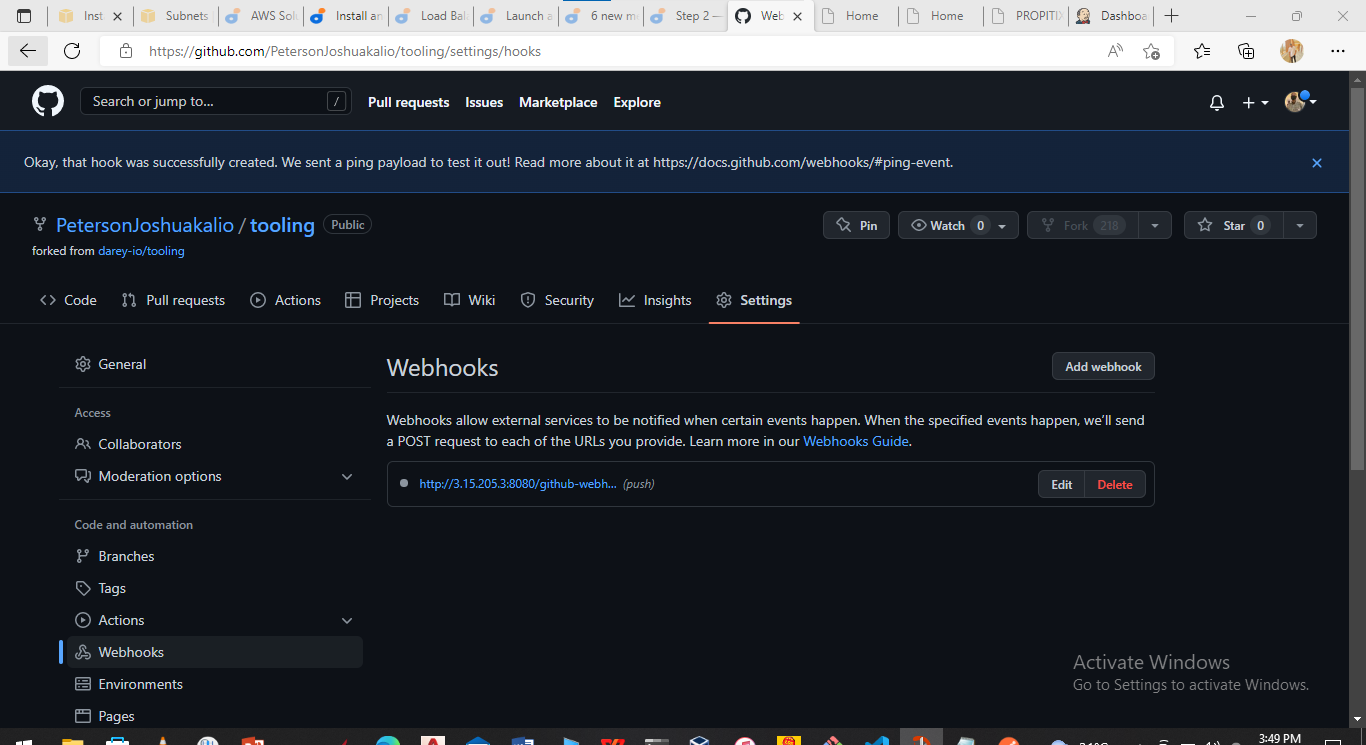 Inst
Subnets
AWS Sol
Install an
Load Bal
Launch a
6 new m
Step 2 —
Web
Home
Home
PROPITIX
Dashboa
https://github.com/PetersonJoshuakalio/tooling/settings/hooks
Search or jump to...
/
Pull requests
Issues
Marketplace
Explore
Okay, that hook was successfully created. We sent a ping payload to test it out! Read more about it at https://docs.github.com/webhooks/#ping-event.
PetersonJoshuakalio / tooling
Public
Pin
Watch 0
Fork 218
Star 0
forked from darey-io/tooling
Code
Pull requests
Actions
Projects
Wiki
Security
Insights
Settings
General
Access
Collaborators
Moderation options
Code and automation
Branches
Tags
Actions
Webhooks
Environments
Pages
Webhooks
Add webhook
Webhooks allow external services to be notified when certain events happen. When the specified events happen, we'll send
a POST request to each of the URLs you provide. Learn more in our Webhooks Guide.
http://3.15.205.3:8080/github-webh... (push)
Edit
Delete
Activate Windows
Go to Settings to activate Windows.
3:49 PM